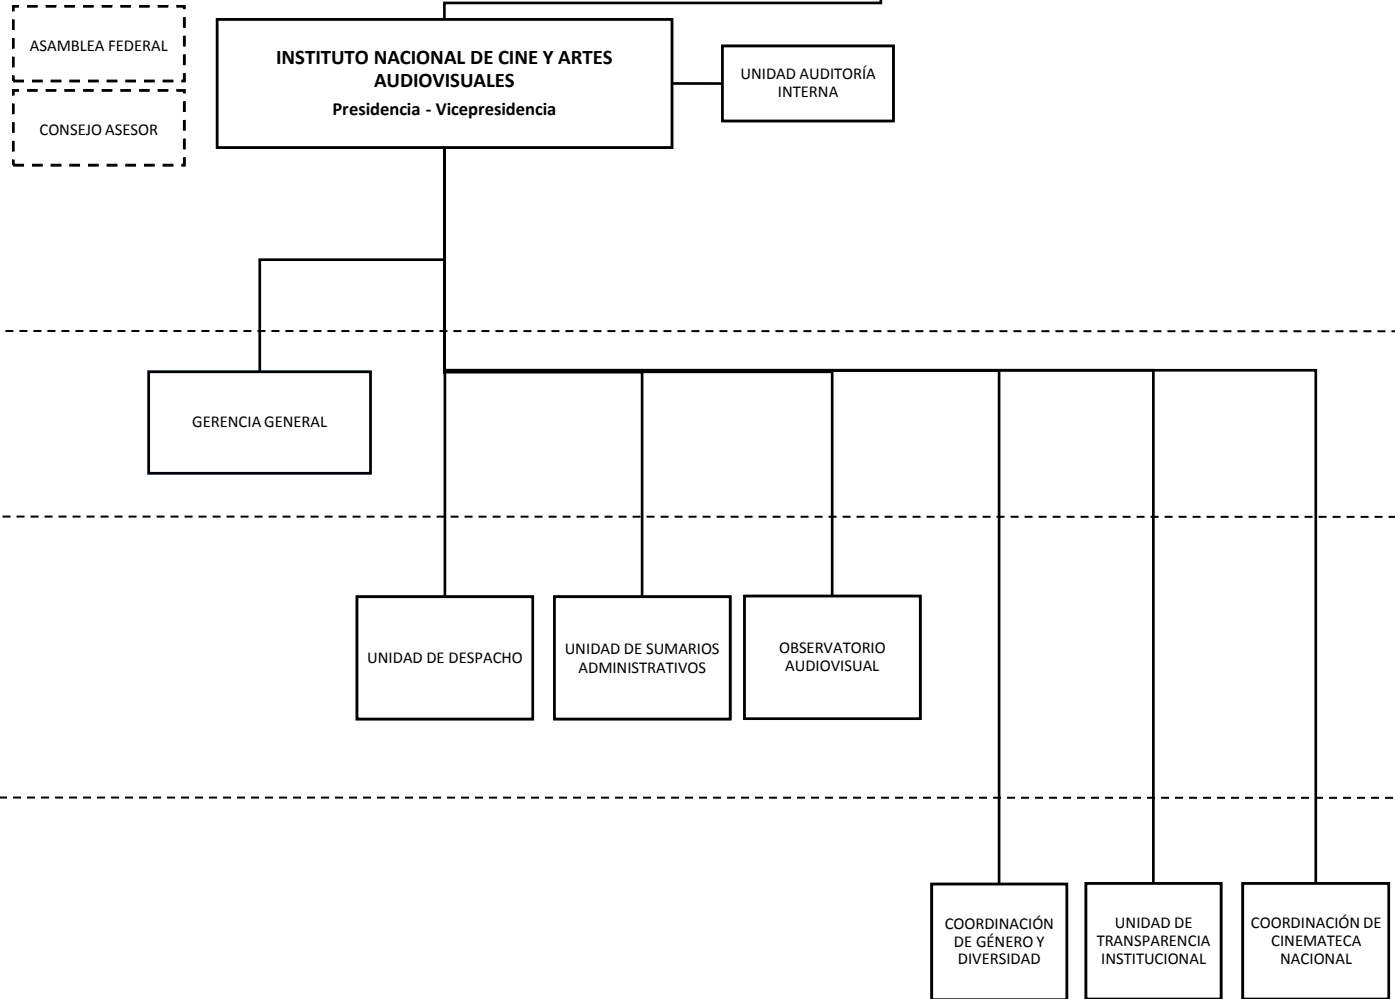 ASAMBLEA FEDERAL
CONSEJO ASESOR
INSTITUTO NACIONAL DE CINE Y ARTES
AUDIOVISUALES
Presidencia - Vicepresidencia
UNIDAD AUDITORÍA
INTERNA
GERENCIA GENERAL
UNIDAD DE DESPACHO
UNIDAD DE SUMARIOS
ADMINISTRATIVOS
OBSERVATORIO
AUDIOVISUAL
COORDINACIÓN
DE GÉNERO Y
DIVERSIDAD
UNIDAD DE
TRANSPARENCIA
INSTITUCIONAL
COORDINACIÓN DE
CINEMATECA
NACIONAL